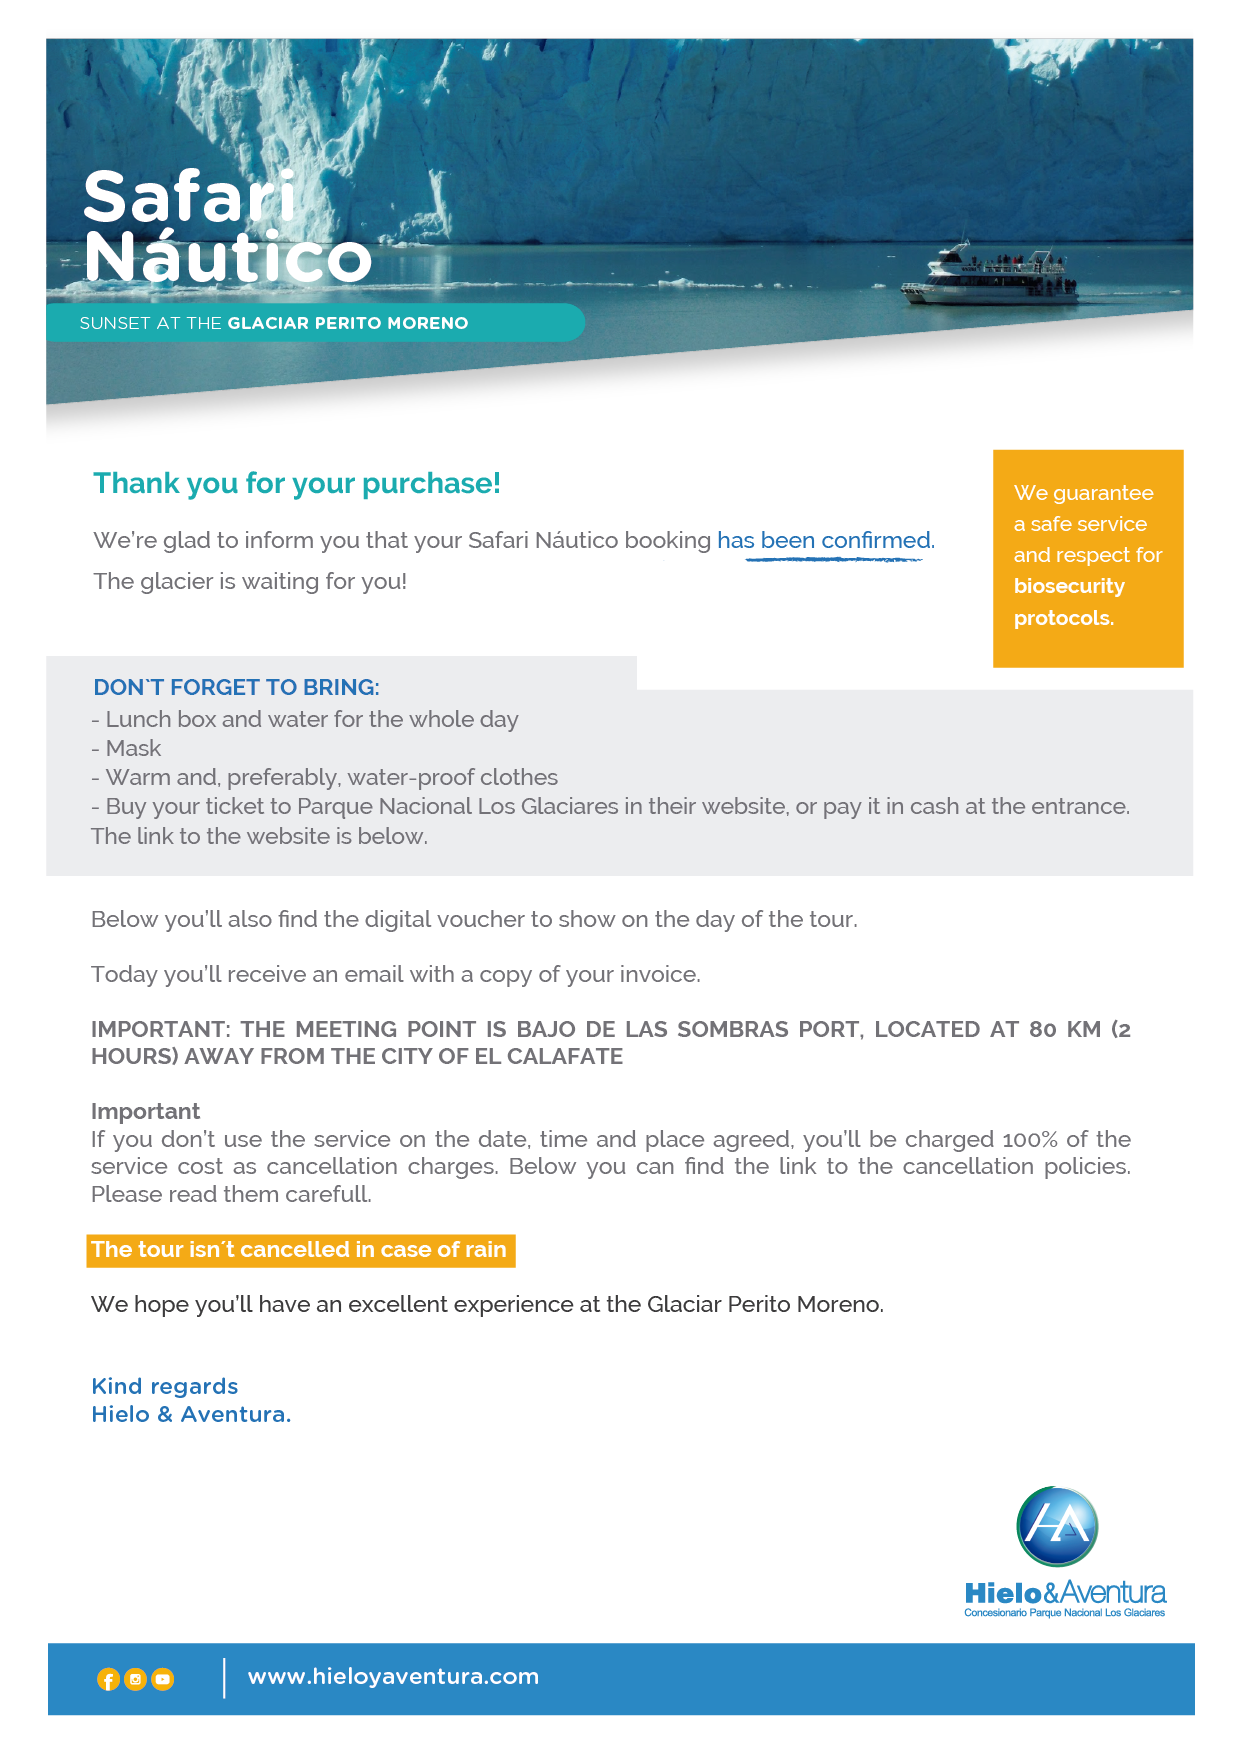 Safari
Náutico
SUNSET AT THE GLACIAR PERITO MORENO
Thank you for your purchase!
We're glad to inform you that your Safari Náutico booking has been confirmed.
The glacier is waiting for you!
We guarantee
a safe service
and respect for
biosecurity
protocols.
DON`T FORGET TO BRING:
- Lunch box and water for the whole day
- Mask
- Warm and, preferably, water-proof clothes
- Buy your ticket to Parque Nacional Los Glaciares in their website, or pay it in cash at the entrance.
The link to the website is below.
Below you'll also find the digital voucher to show on the day of the tour.
Today you'll receive an email with a copy of your invoice.
IMPORTANT: THE MEETING POINT IS BAJO DE LAS SOMBRAS PORT, LOCATED AT 80 KM (2
HOURS) AWAY FROM THE CITY OF EL CALAFATE
Important
If you don't use the service on the date, time and place agreed, you'll be charged 100% of the
service cost as cancellation charges. Below you can find the link to the cancellation policies.
Please read them carefull.
The tour isn´t cancelled in case of rain
We hope you'll have an excellent experience at the Glaciar Perito Moreno.
Kind regards
Hielo & Aventura.
HA
Hielo&Aventura
Concesionario Parque Nacional Los Glaciares
www.hieloyaventura.com